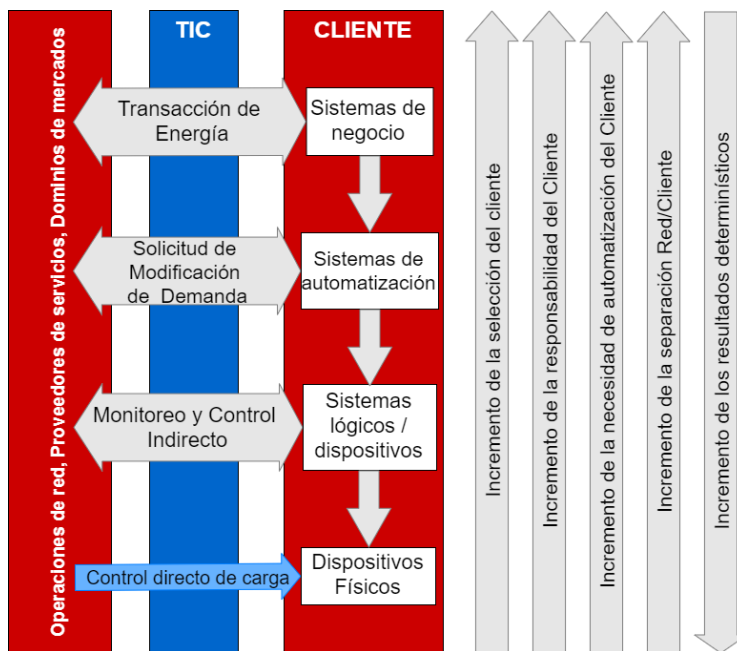 Operaciones de red, Proveedores de servicios, Dominios de mercados
TIC
CLIENTE
Transacción de
Energía
Sistemas de
negocio
Solicitud de
Modificación
de Demanda
Sistemas de
automatización
Monitoreo y Control
Indirecto
Sistemas
lógicos /
dispositivos
Control directo de carga
Dispositivos
Físicos
Incremento de la selección del cliente
Incremento de la responsabilidad del Cliente
Incremento de la necesidad de automatización del Cliente
Incremento de la separación Red/Cliente
Incremento de los resultados determinísticos